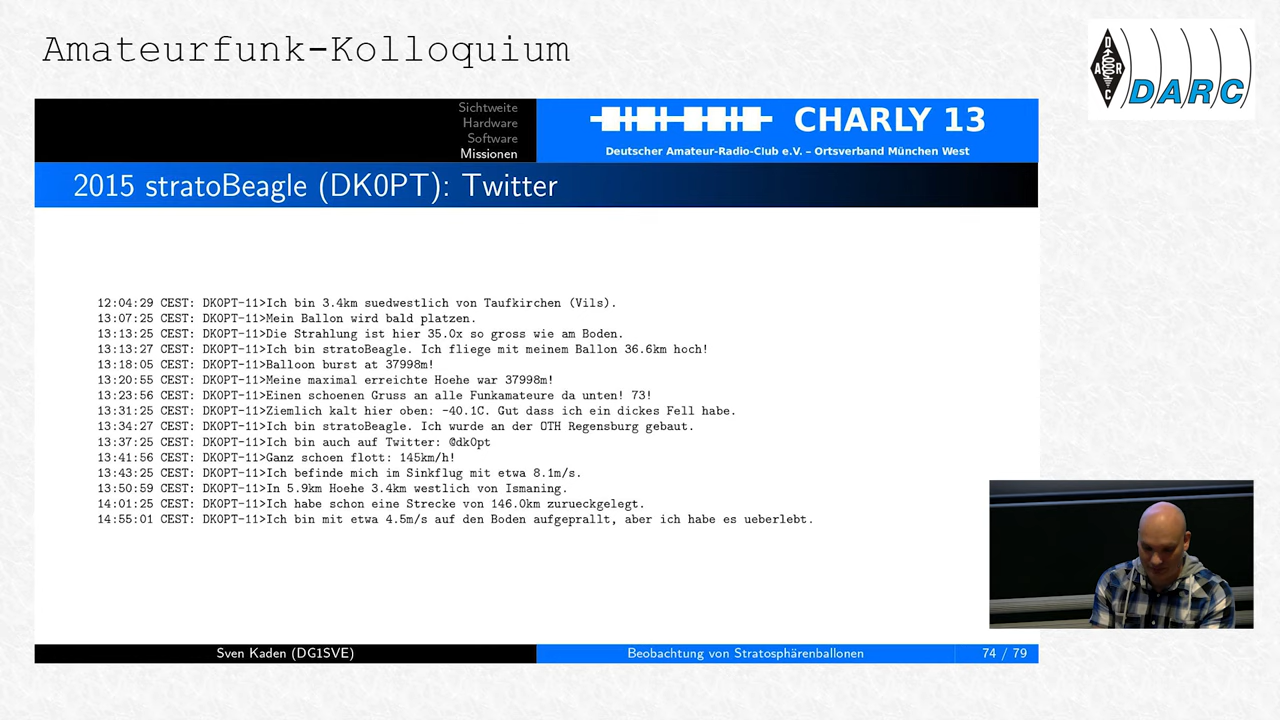 Amateurfunk-Kolloquium
DARC
DARC
Sichtweite
Hardware
Software
Missionen
CHARLY 13
Deutscher Amateur-Radio-Club e.V. – Ortsverband München West
2015 stratoBeagle (DK0PT): Twitter
12:04:29 CEST: DK0PT-11>Ich bin 3.4km suedwestlich von Taufkirchen (Vils).
13:07:25 CEST: DK0PT-11>Mein Ballon wird bald platzen.
13:13:25 CEST: DK0PT-11>Die Strahlung ist hier 35.0x so gross wie am Boden.
13:13:27 CEST: DK0PT-11>Ich bin stratoBeagle. Ich fliege mit meinem Ballon 36.6km hoch!
13:18:05 CEST: DK0PT-11>Balloon burst at 37998m!
13:20:55 CEST: DK0PT-11>Meine maximal erreichte Hoehe war 37998m!
13:23:56 CEST: DK0PT-11>Einen schoenen Gruss an alle Funkamateure da unten! 73!
13:31:25 CEST: DK0PT-11>Ziemlich kalt hier oben: -40.1C. Gut dass ich ein dickes Fell habe.
13:34:27 CEST: DK0PT-11>Ich bin stratoBeagle. Ich wurde an der OTH Regensburg gebaut.
13:37:25 CEST: DK0PT-11>Ich bin auch auf Twitter: @dk0pt
13:41:56 CEST: DK0PT-11>Ganz schoen flott: 145km/h!
13:43:25 CEST: DK0PT-11>Ich befinde mich im Sinkflug mit etwa 8.1m/s.
13:50:59 CEST: DK0PT-11>In 5.9km Hoehe 3.4km westlich von Ismaning.
14:01:25 CEST: DK0PT-11>Ich habe schon eine Strecke von 146.0km zurueckgelegt.
14:55:01 CEST: DK0PT-11>Ich bin mit etwa 4.5m/s auf den Boden aufgeprallt, aber ich habe es ueberlebt.
Sven Kaden (DG1SVE)
Beobachtung von Stratosphärenballonen
74 / 79